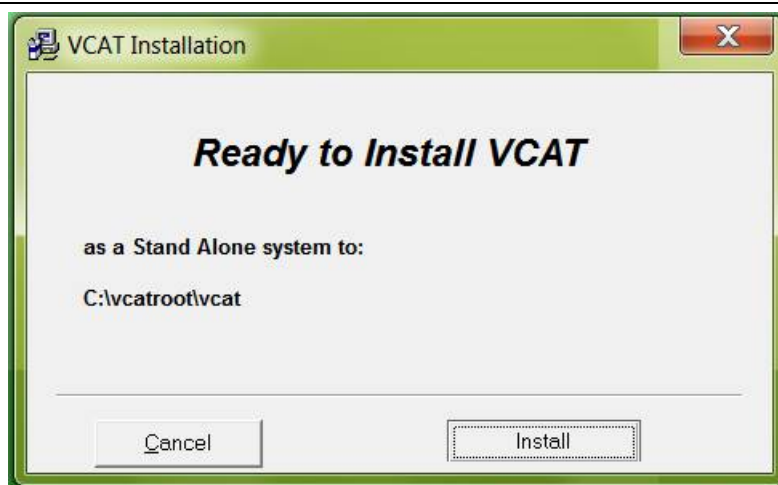 VCAT Installation
Ready to Install VCAT
as a Stand Alone system to:
C:\vcatroot\vcat
Cancel
Install